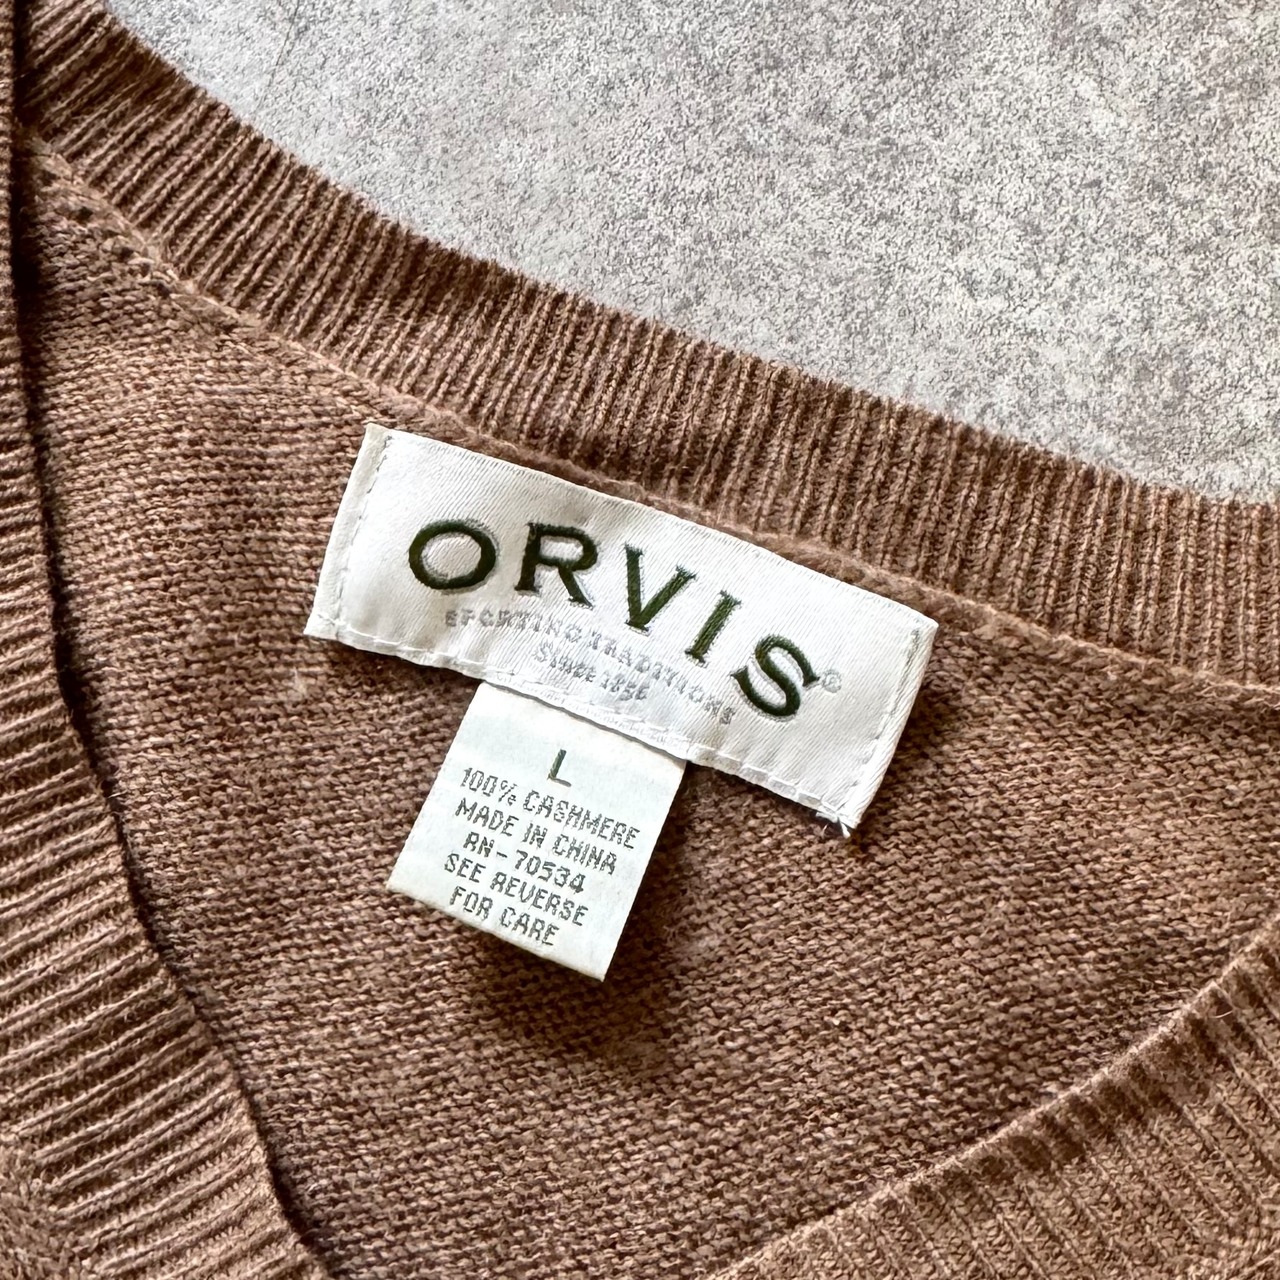 ORVIS®
SPORTING TRADITIONS
Since 1856
L
100% CASHMERE
MADE IN CHINA
RN-70534
SEE REVERSE
FOR CARE